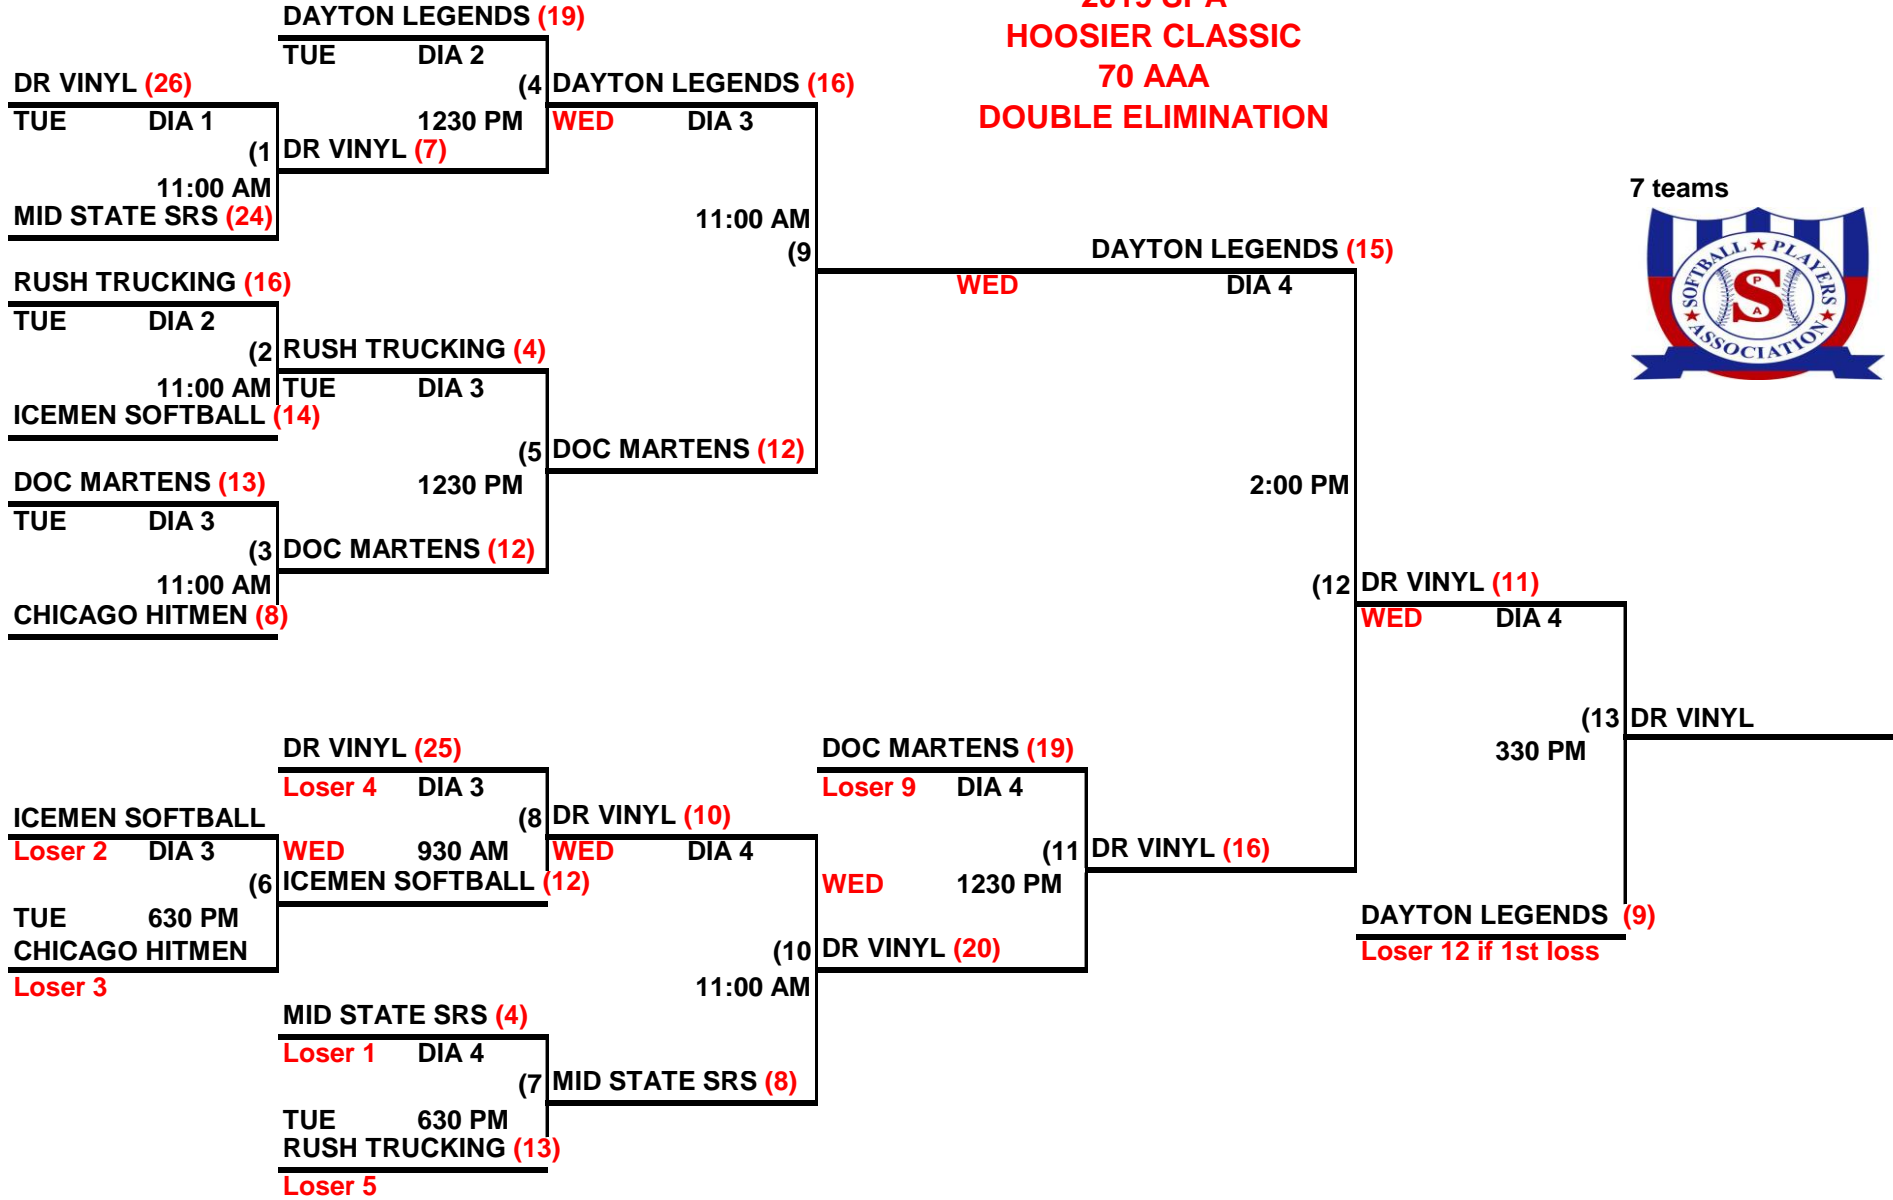 2019 SPA
HOOSIER CLASSIC
70 AAA
DOUBLE ELIMINATION
7 teams
SOFTBALL ★ PLAYERS ★ ASSOCIATION ★
P
S
A
DAYTON LEGENDS (19)
TUE DIA 2
DR VINYL (26)
(4 DAYTON LEGENDS (16)
TUE DIA 1
1230 PM WED DIA 3
(1 DR VINYL (7)
11:00 AM
MID STATE SRS (24)
11:00 AM
(9 DAYTON LEGENDS (15)
WED DIA 4
RUSH TRUCKING (16)
TUE DIA 2
(2 RUSH TRUCKING (4)
11:00 AM TUE DIA 3
ICEMEN SOFTBALL (14)
(5 DOC MARTENS (12)
DOC MARTENS (13)
1230 PM
2:00 PM
TUE DIA 3
(3 DOC MARTENS (12)
11:00 AM
(12 DR VINYL (11)
CHICAGO HITMEN (8)
WED DIA 4
(13 DR VINYL
330 PM
DR VINYL (25)
DOC MARTENS (19)
Loser 4 DIA 3
Loser 9 DIA 4
ICEMEN SOFTBALL
(8 DR VINYL (10)
Loser 2 DIA 3
WED 930 AM
WED DIA 4
(11 DR VINYL (16)
(6 ICEMEN SOFTBALL (12)
WED 1230 PM
TUE 630 PM
DAYTON LEGENDS (9)
CHICAGO HITMEN
(10 DR VINYL (20)
Loser 12 if 1st loss
Loser 3
11:00 AM
MID STATE SRS (4)
Loser 1 DIA 4
(7 MID STATE SRS (8)
TUE 630 PM
RUSH TRUCKING (13)
Loser 5